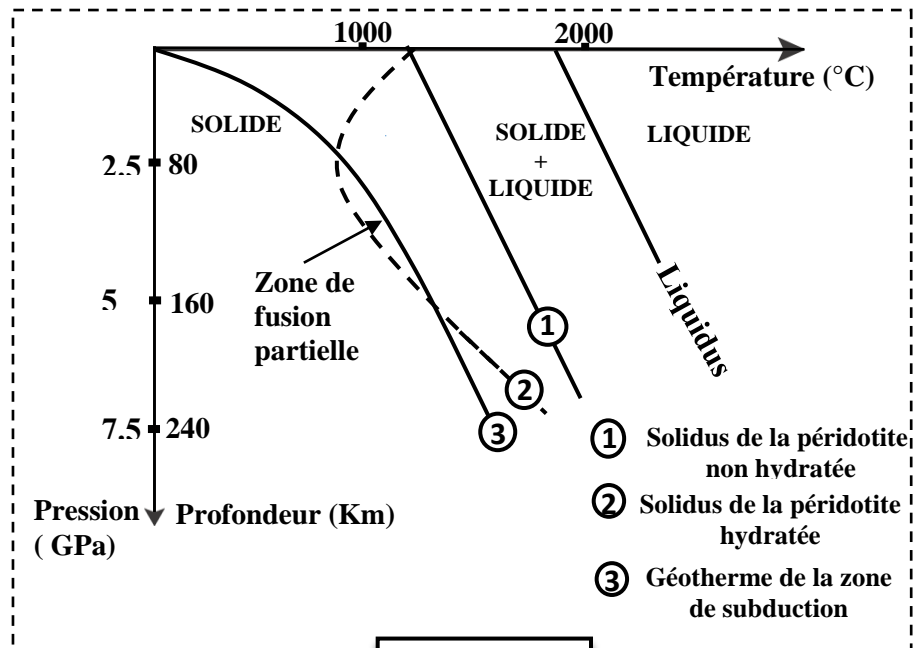 1000
2000
Température (°C)
SOLIDE
SOLIDE
+
LIQUIDE
LIQUIDE
2.5
80
Zone de
fusion
partielle
5
160
Liquidus
1
2
3
7.5
240
Pression
( GPa)
Profondeur (Km)
1 Solidus de la péridotite
non hydratée
2 Solidus de la péridotite
hydratée
3 Géotherme de la zone
de subduction